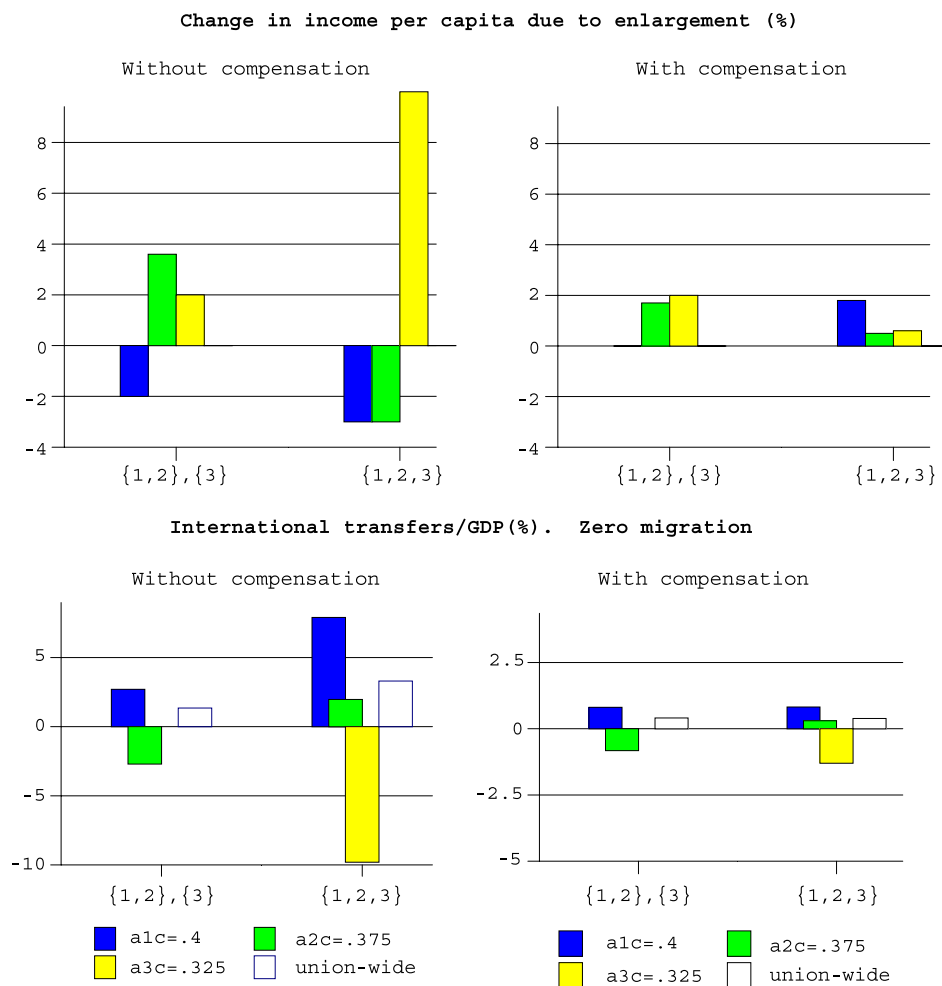 Change in income per capita due to enlargement (%)
Without compensation
With compensation
8
6
4
2
0
-2
-4
{1,2},{3}
{1,2,3}
8
6
4
2
0
-2
-4
{1,2},{3}
{1,2,3}
International transfers/GDP(%).  Zero migration
Without compensation
With compensation
5
0
-5
-10
{1,2},{3}
{1,2,3}
2.5
0
-2.5
-5
{1,2},{3}
{1,2,3}
a1c=.4
a2c=.375
a3c=.325
union-wide
a1c=.4
a2c=.375
a3c=.325
union-wide